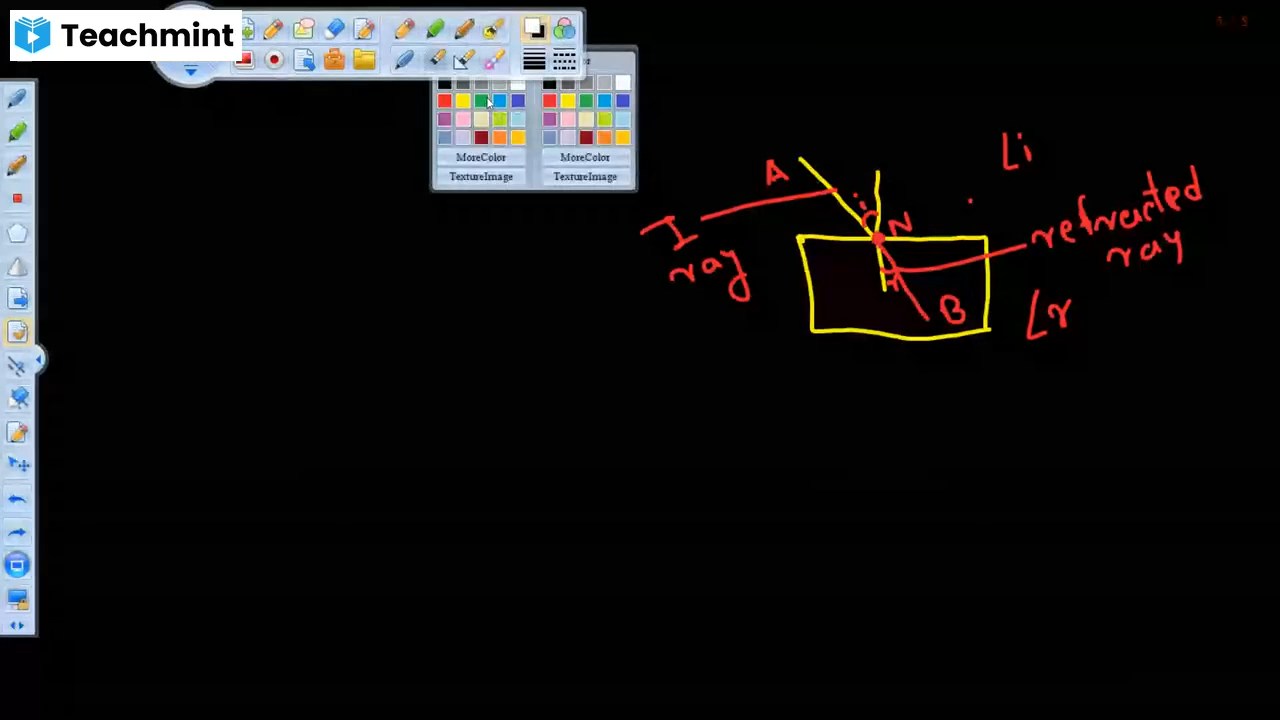 Teachmint
MoreColor
MoreColor
TextureImage
TextureImage
A
Li
i
N
I
ray
refracted
ray
r
B
Lr